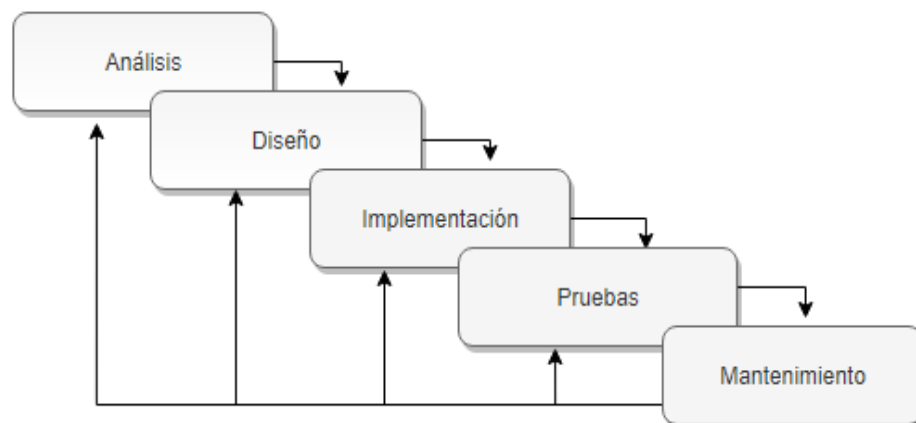 Análisis
Diseño
Implementación
Pruebas
Mantenimiento